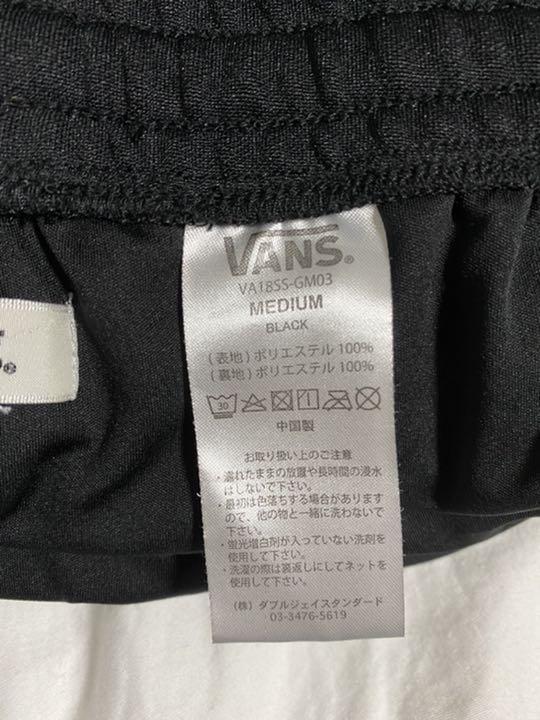 VANS®
VA18SS-GM03
MEDIUM
BLACK
(表地)ポリエステル100%
(裏地)ポリエステル100%
30
中国製
お取り扱い上のご注意
・濡れたままの放置や長時間の浸水
はしないで下さい。
・最初は色落ちする場合があります
ので、他の物と一緒に洗わないで
下さい。
・蛍光増白剤が入っていない洗剤を
使用して下さい。
・洗濯の際は裏返しにしてネットを
使用して下さい。
(株)ダブルジェイスタンダード
03-3476-5619